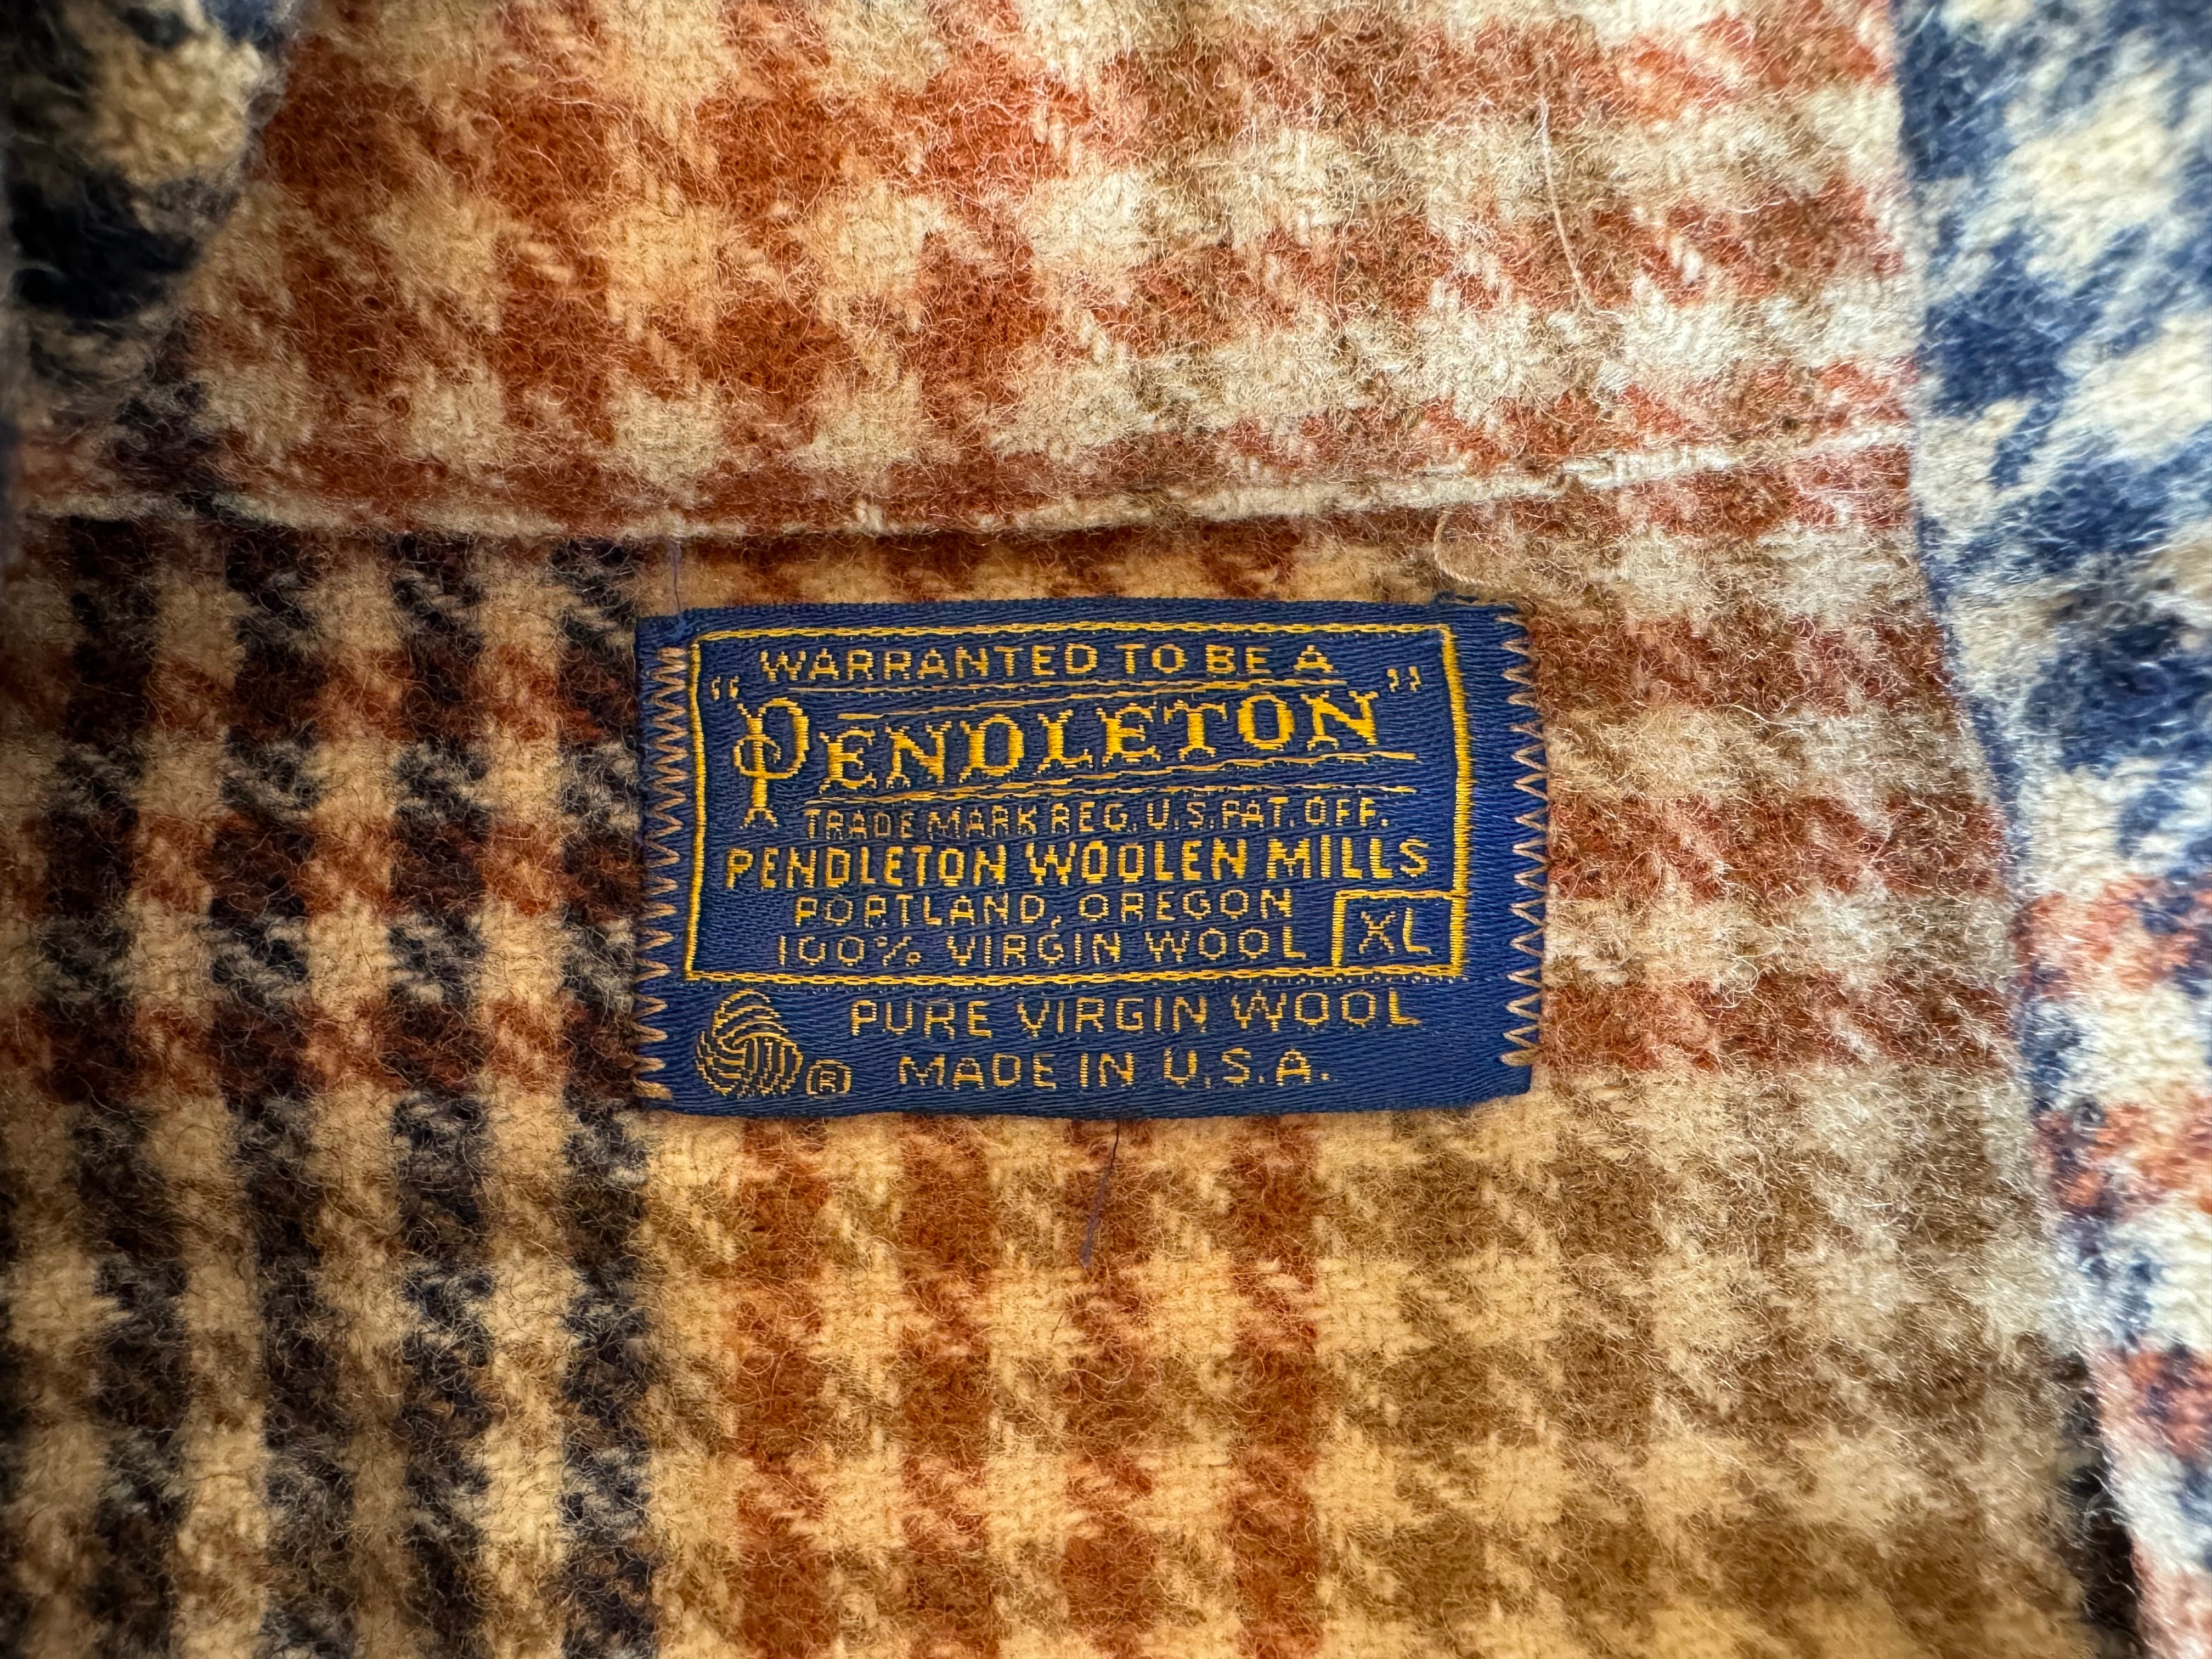 WARRANTED TO BE A
"PENDLETON"
TRADE MARK REG. U.S. PAT. OFF.
PENDLETON WOOLEN MILLS
PORTLAND, OREGON
100% VIRGIN WOOL XL
PURE VIRGIN WOOL
® MADE IN U.S.A.